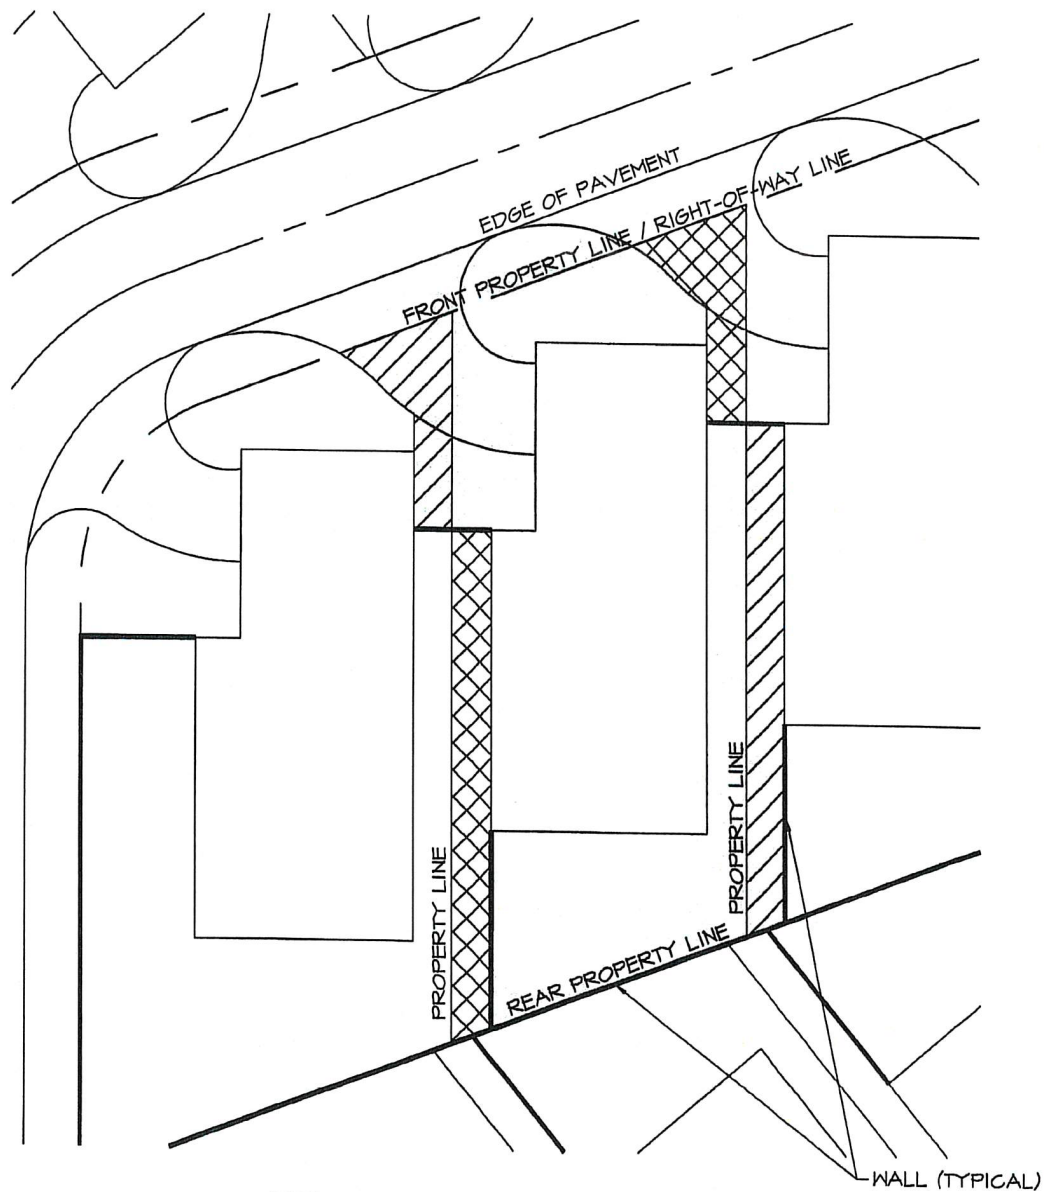 EDGE OF PAVEMENT
FRONT PROPERTY LINE / RIGHT-OF-WAY LINE
PROPERTY LINE
PROPERTY LINE
REAR PROPERTY LINE
WALL (TYPICAL)